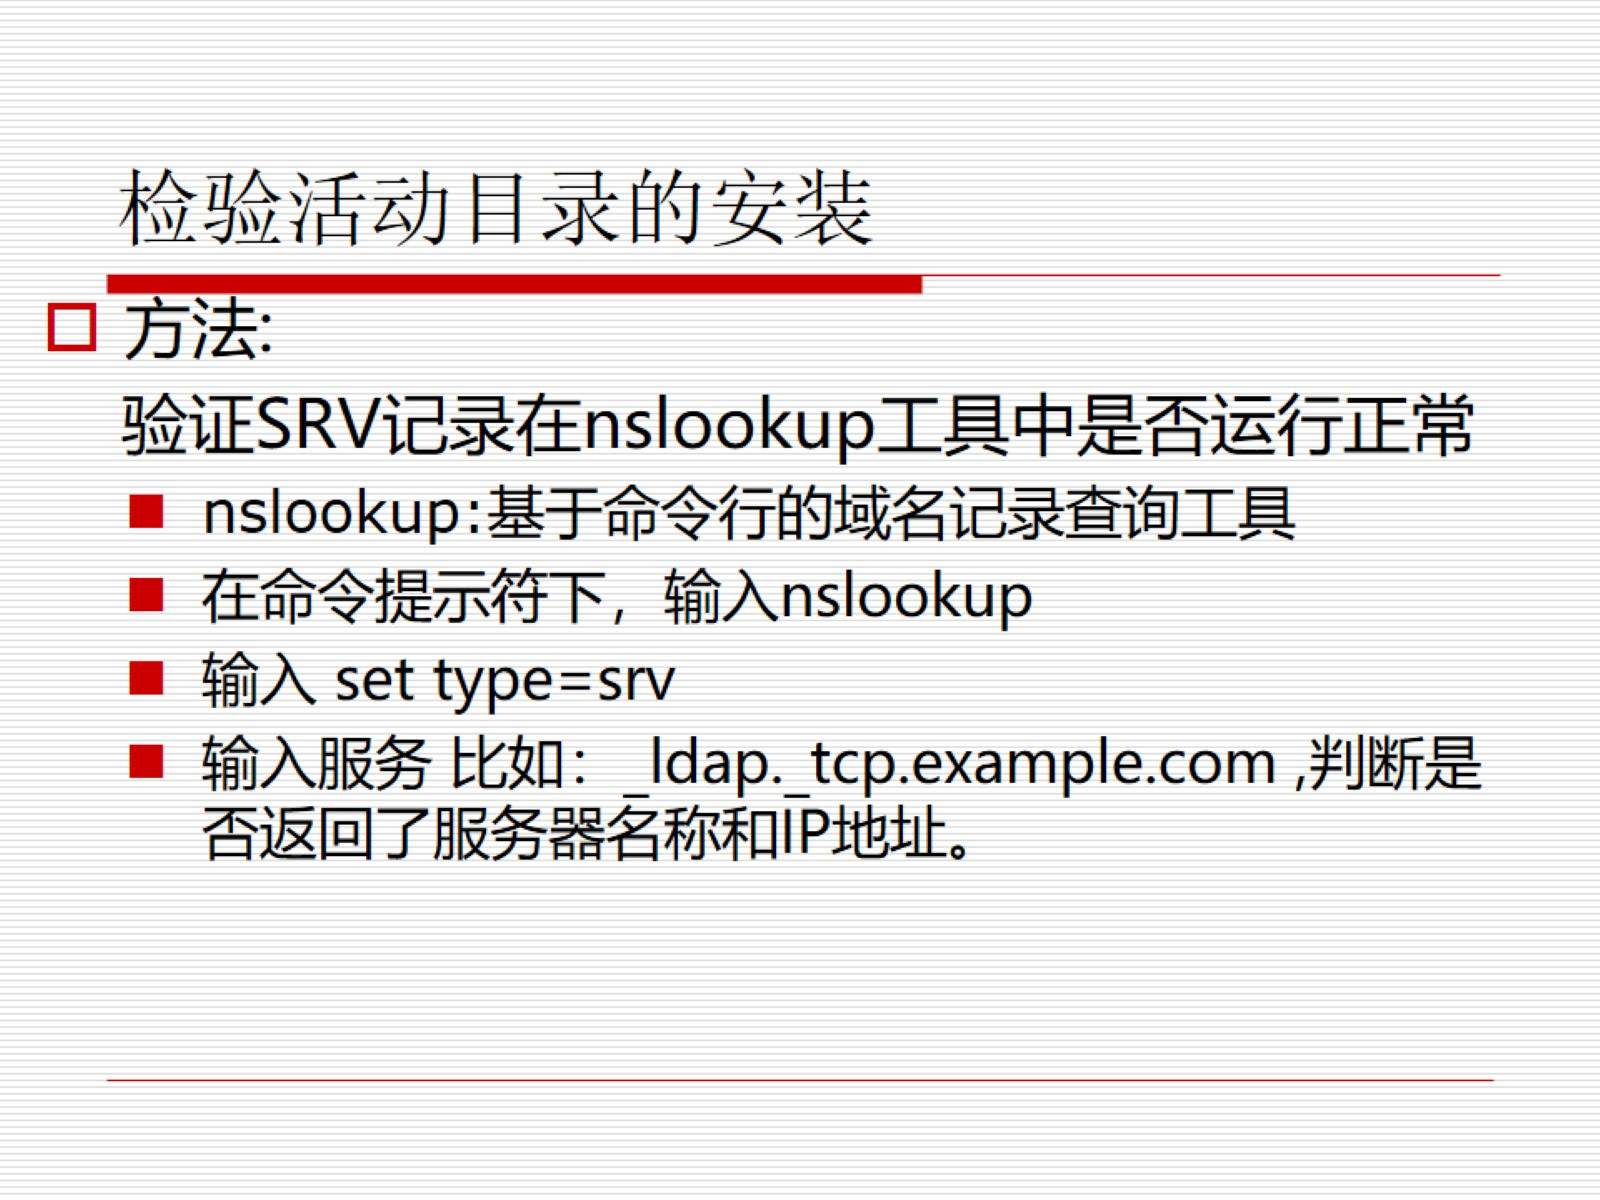 检验活动目录的安装
方法:
验证SRV记录在nslookup工具中是否运行正常
nslookup:基于命令行的域名记录查询工具
在命令提示符下，输入nslookup
输入 set type=srv
输入服务 比如：_ldap._tcp.example.com ,判断是
否返回了服务器名称和IP地址。